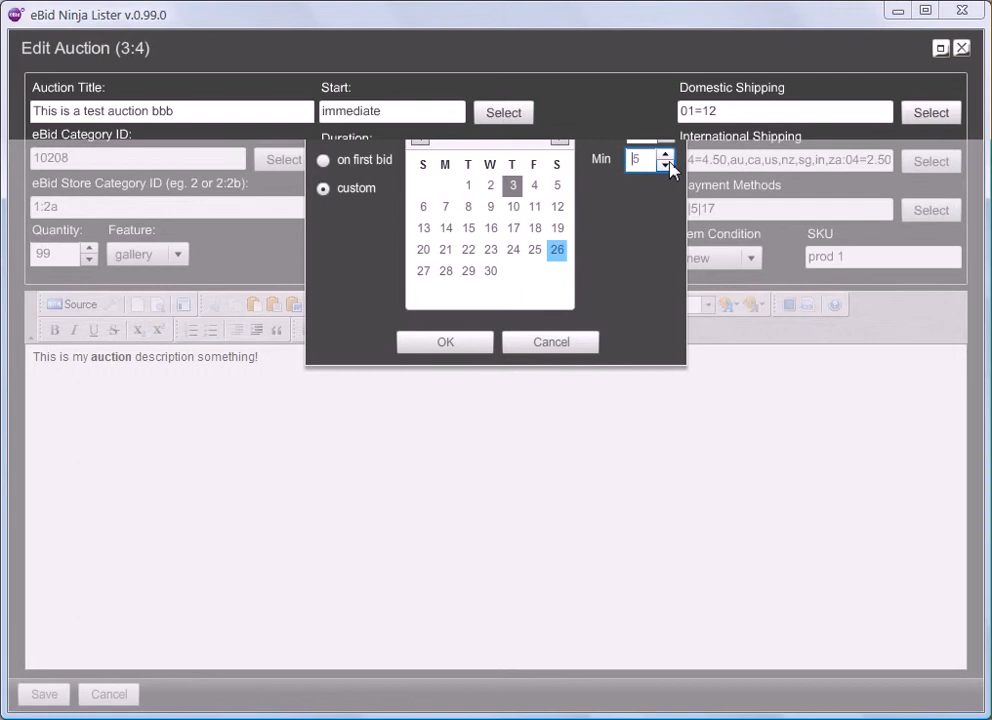 eBid Ninja Lister v.0.99.0
Edit Auction (3:4)
Auction Title:
Start:
Domestic Shipping
This is a test auction bbb
immediate
Select
01=12
Select
eBid Category ID:
Duration:
International Shipping
10208
Select
on first bid
Min
5
4=4.50,au,ca,us,nz,sg,in,za:04=2.50
Select
S M T W T F S
eBid Store Category ID (eg. 2 or 2:2b):
custom
1 2 3 4 5
ayment Methods
1:2a
6 7 8 9 10 11 12
|5|17
Select
Quantity:
Feature:
13 14 15 16 17 18 19
em Condition
SKU
99
gallery
20 21 22 23 24 25 26
new
prod 1
27 28 29 30
Source
B I U S X₂ X²
OK
Cancel
This is my auction description something!
Save
Cancel